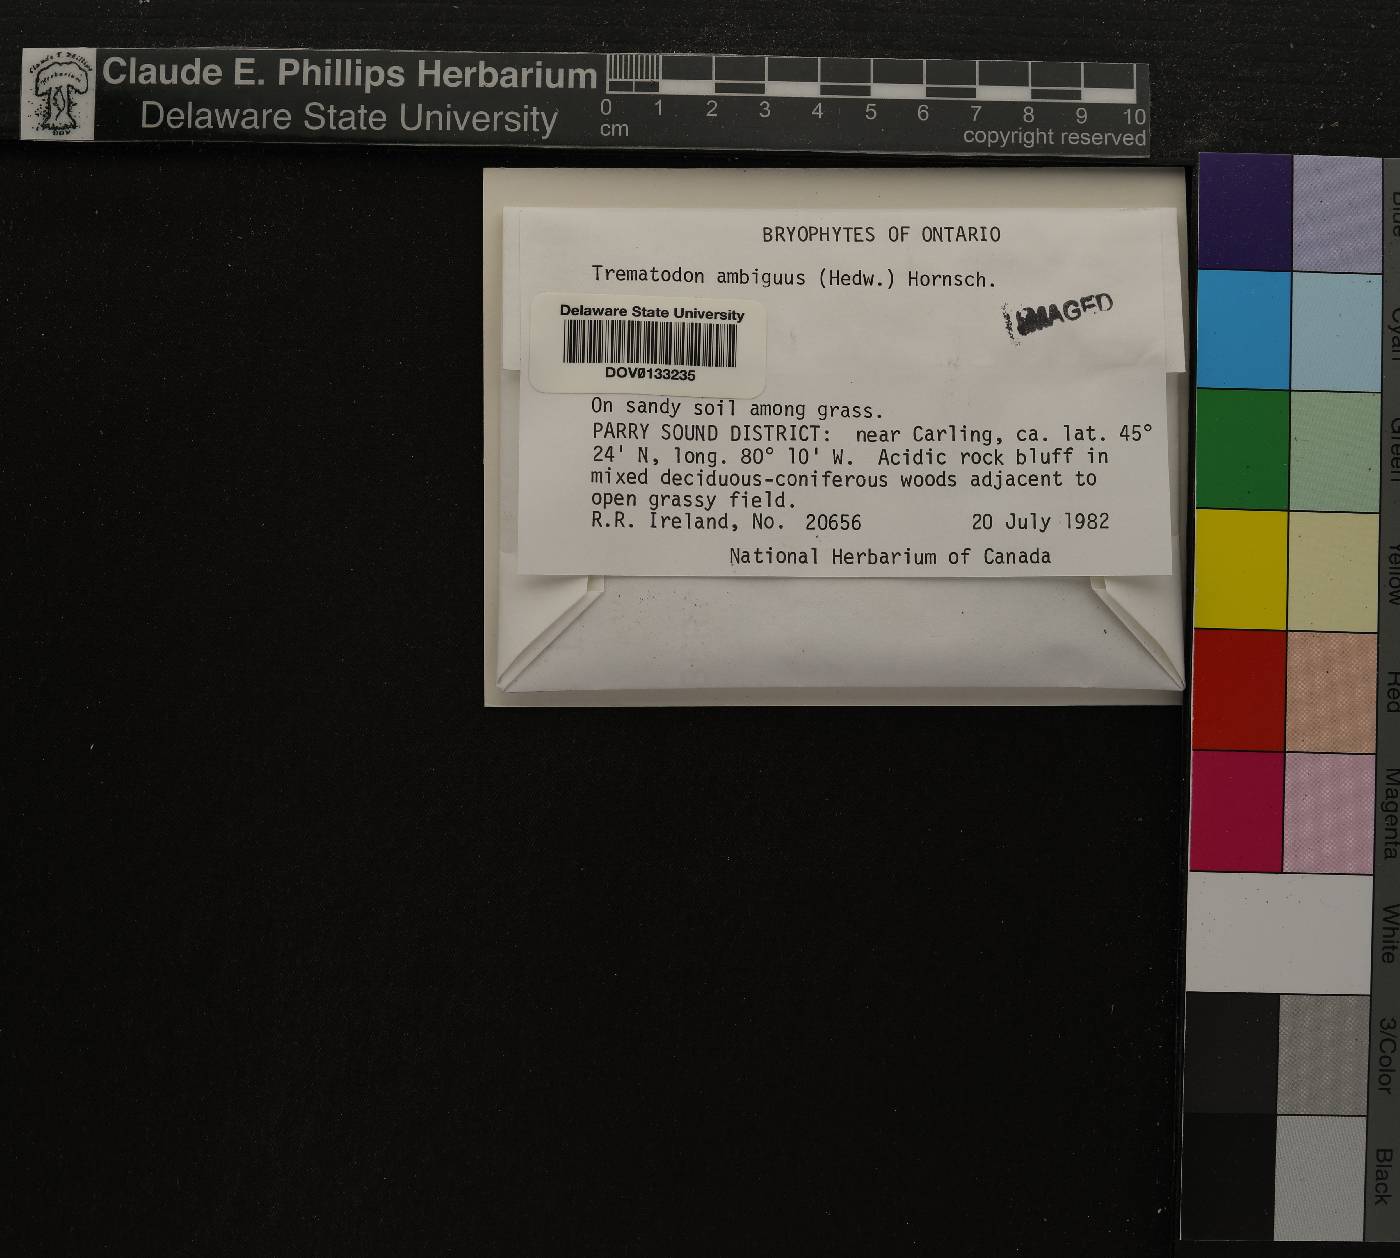 Claude E. Phillips Herbarium
Delaware State University
0 1 2 3 4 5 6 7 8 9 10
cm
copyright reserved
BRYOPHYTES OF ONTARIO
Trematodon ambiguus (Hedw.) Hornsch.
IMAGED
Delaware State University
DOV0133235
On sandy soil among grass.
PARRY SOUND DISTRICT: near Carling, ca. lat. 45°
24' N, long. 80° 10' W. Acidic rock bluff in
mixed deciduous-coniferous woods adjacent to
open grassy field.
R.R. Ireland, No. 20656 20 July 1982
National Herbarium of Canada
Blue
Cyan
Green
Yellow
Red
Magenta
White
3/Color
Black